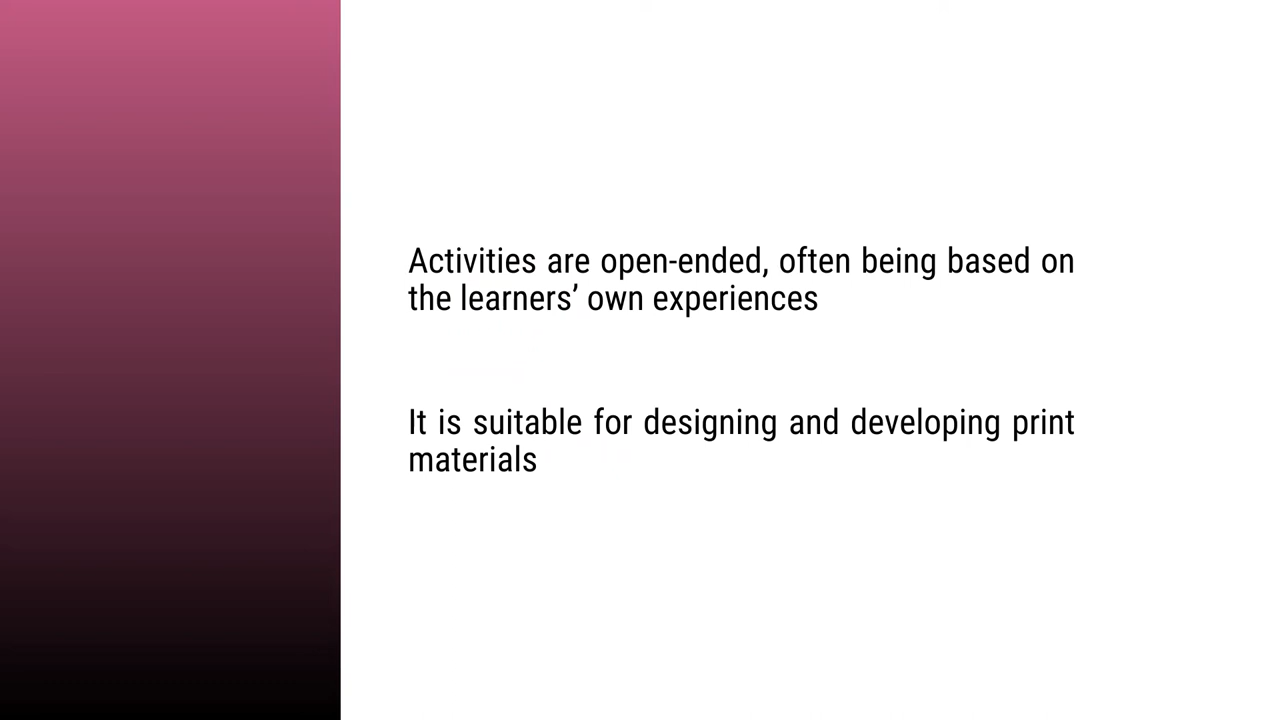 Activities are open-ended, often being based on
the learners’ own experiences
It is suitable for designing and developing print
materials